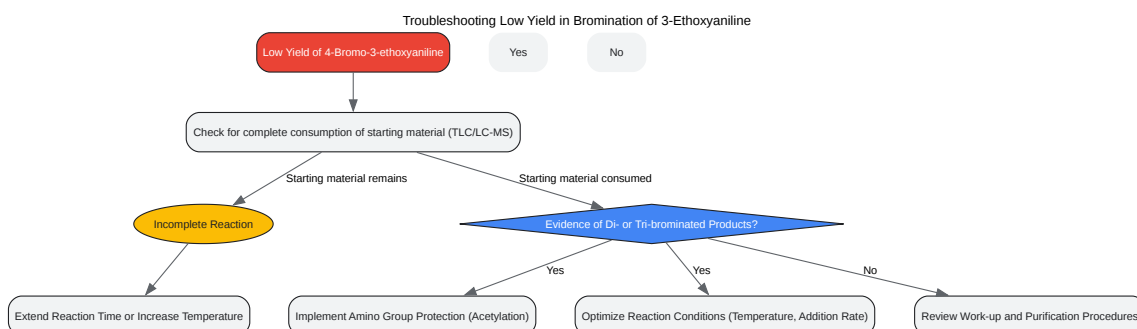 Troubleshooting Low Yield in Bromination of 3-Ethoxyaniline
Low Yield of 4-Bromo-3-ethoxyaniline
Yes
No
Check for complete consumption of starting material (TLC/LC-MS)
Starting material remains
Starting material consumed
Incomplete Reaction
Evidence of Di- or Tri-brominated Products?
Yes
Yes
No
Extend Reaction Time or Increase Temperature
Implement Amino Group Protection (Acetylation)
Optimize Reaction Conditions (Temperature, Addition Rate)
Review Work-up and Purification Procedures